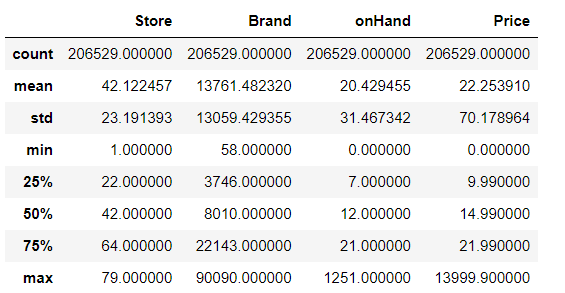 Store Brand onHand Price
count 206529.000000 206529.000000 206529.000000 206529.000000
mean 42.122457 13761.482320 20.429455 22.253910
std 23.191393 13059.429355 31.467342 70.178964
min 1.000000 58.000000 0.000000 0.000000
25% 22.000000 3746.000000 7.000000 9.990000
50% 42.000000 8010.000000 12.000000 14.990000
75% 64.000000 22143.000000 21.000000 21.990000
max 79.000000 90090.000000 1251.000000 13999.900000